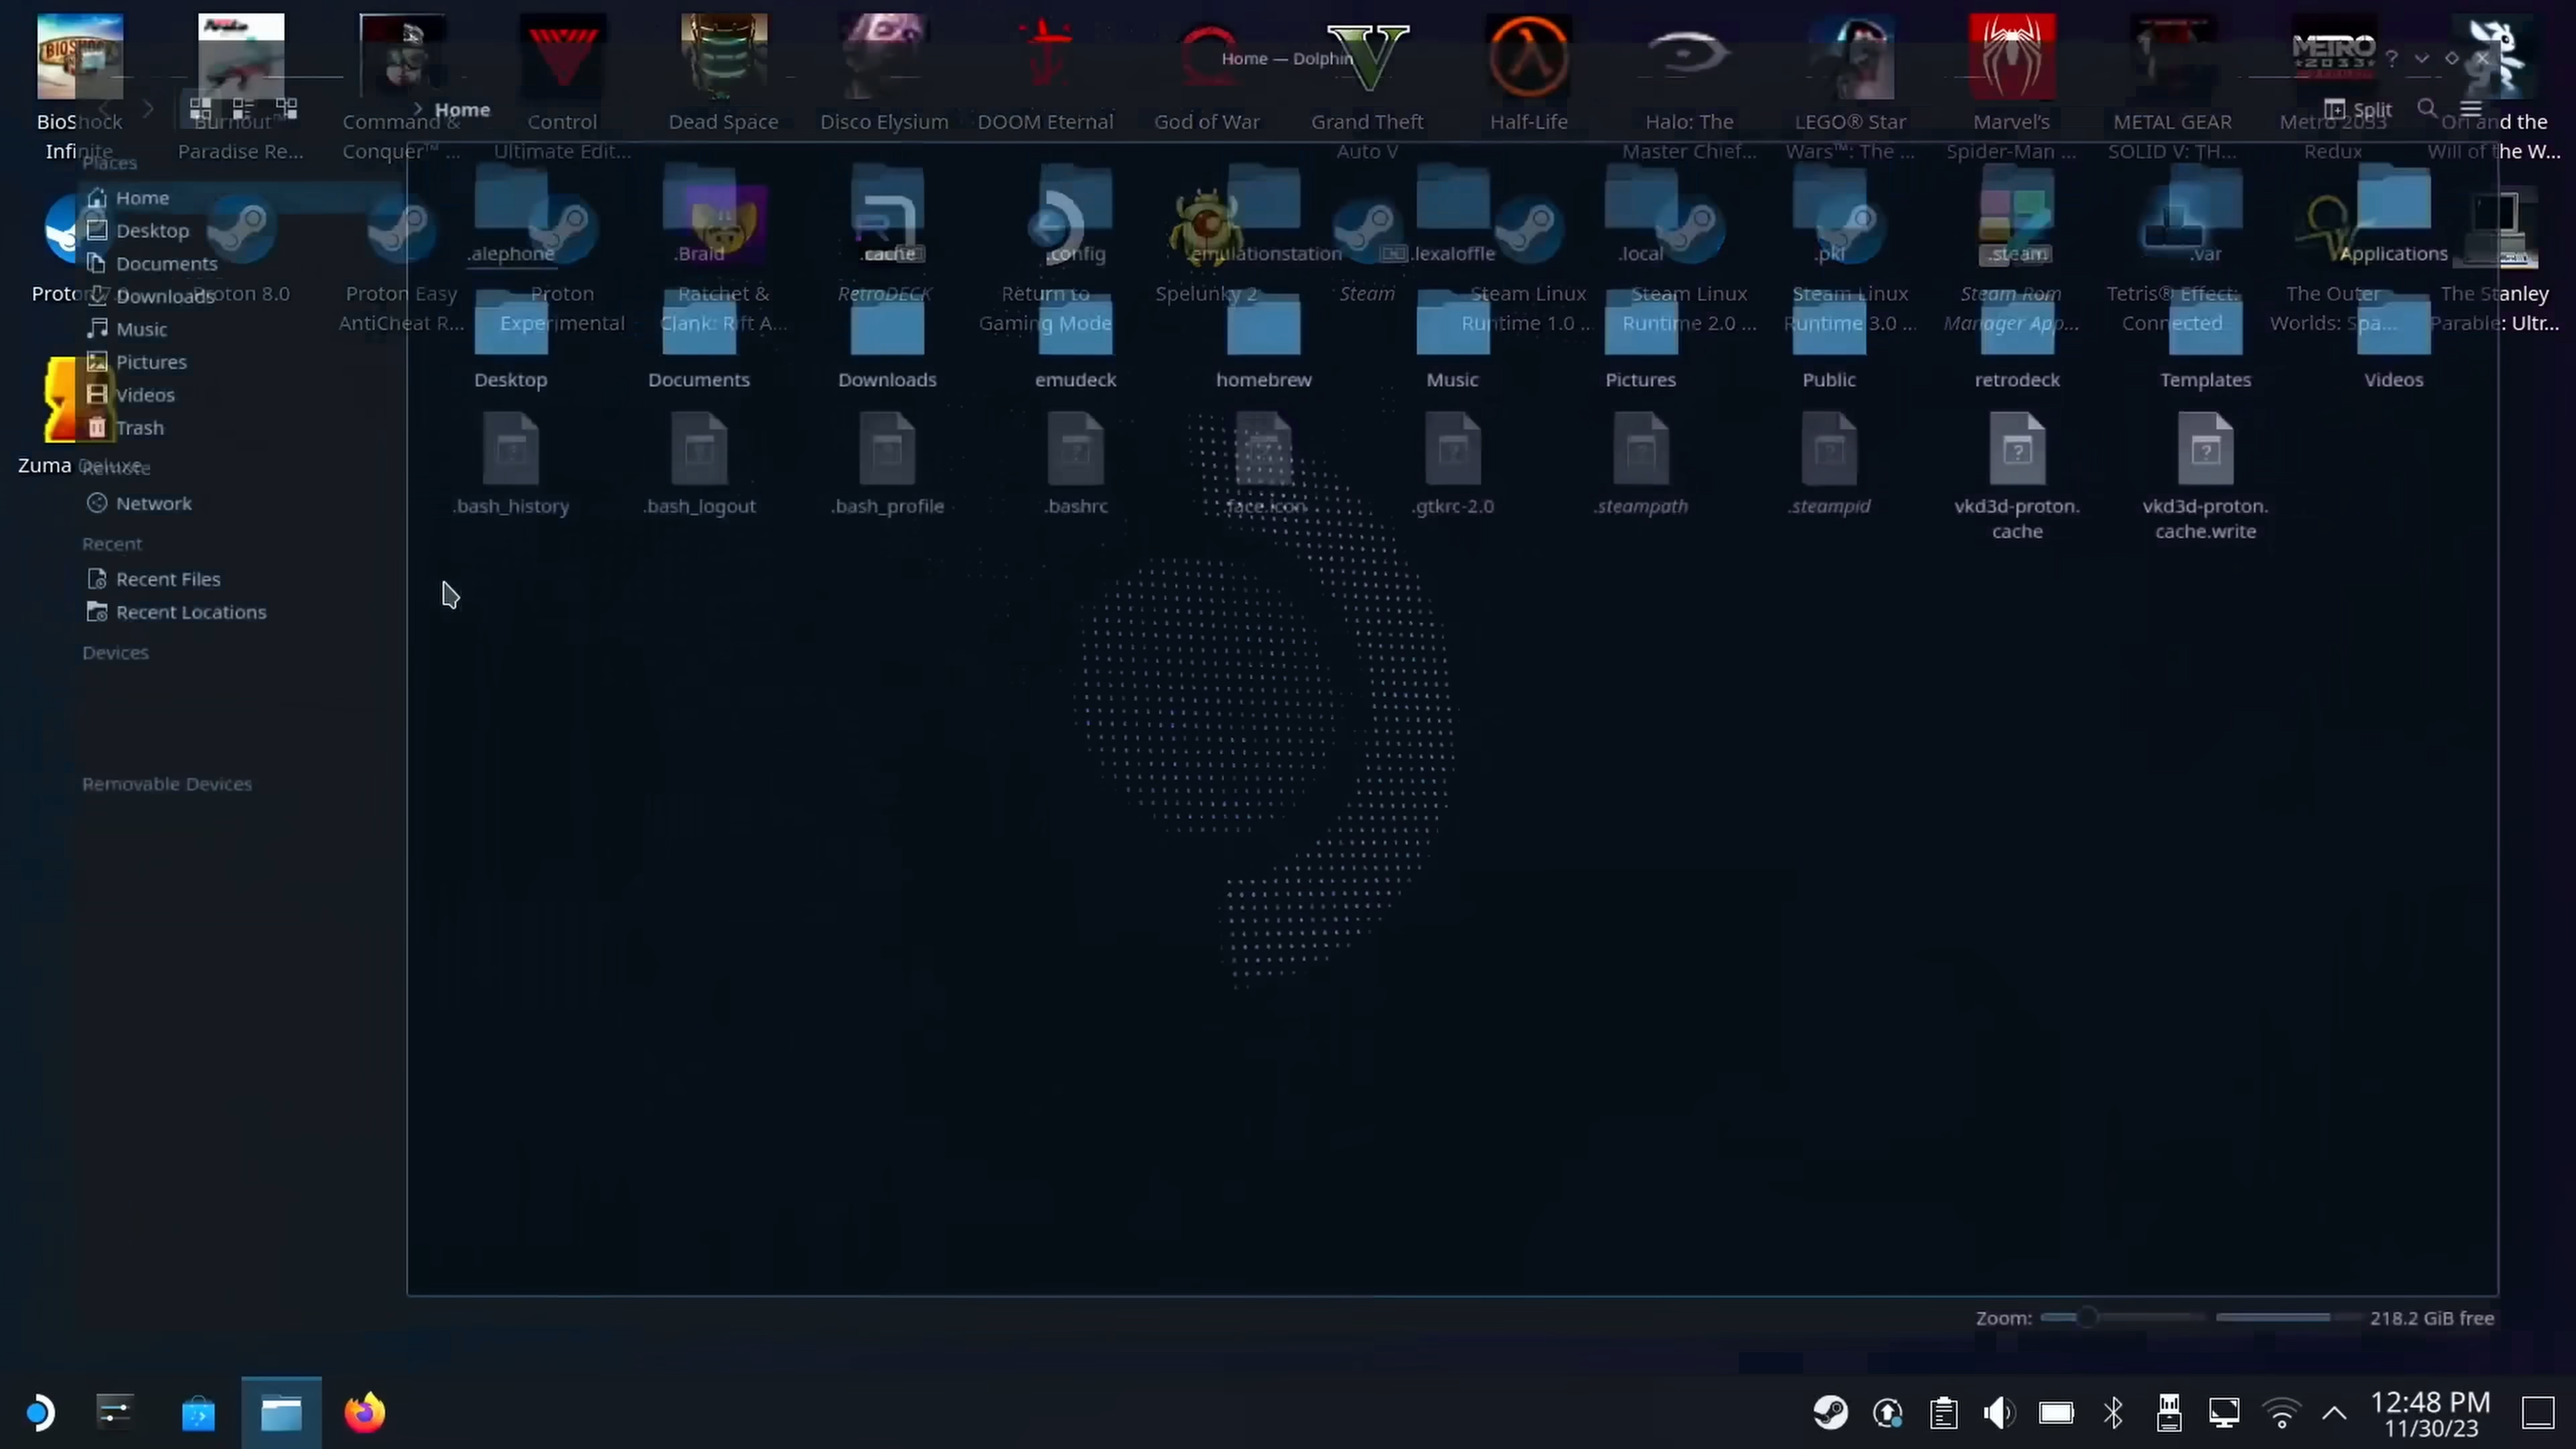 Home — Dolphin
Home
Split
BioShock
Infinite
Burnout
Paradise Re...
Command &
Conquer™ ...
Control
Ultimate Edit...
Dead Space
Disco Elysium
DOOM Eternal
God of War
Grand Theft
Auto V
Half-Life
Halo: The
Master Chief...
LEGO® Star
Wars™: The ...
Marvel's
Spider-Man ...
METAL GEAR
SOLID V: TH...
METRO
2033
Metro 2033
Redux
Ori and the
Will of the W...
Places
Home
Desktop
Documents
Downloads
Music
Pictures
Videos
Trash
Remote
Network
Recent
Recent Files
Recent Locations
Devices
Removable Devices
.alephone
.Braid
.cache
.config
.emulationstation
.lexaloffle
.local
.pki
.steam
.var
Applications
Proton 7.0
Proton 8.0
Proton Easy
AntiCheat R...
Proton
Experimental
Ratchet &
Clank: Rift A...
RetroDECK
Return to
Gaming Mode
Spelunky 2
Steam
Steam Linux
Runtime 1.0 ...
Steam Linux
Runtime 2.0 ...
Steam Linux
Runtime 3.0 ...
Steam Rom
Manager App...
Tetris® Effect:
Connected
The Outer
Worlds: Spa...
The Stanley
Parable: Ultr...
Desktop
Documents
Downloads
emudeck
homebrew
Music
Pictures
Public
retrodeck
Templates
Videos
Zuma Deluxe
.bash_history
.bash_logout
.bash_profile
.bashrc
.face.icon
.gtkrc-2.0
.steampath
.steampid
vkd3d-proton.
cache
vkd3d-proton.
cache.write
Zoom:
218.2 GiB free
12:48 PM
11/30/23